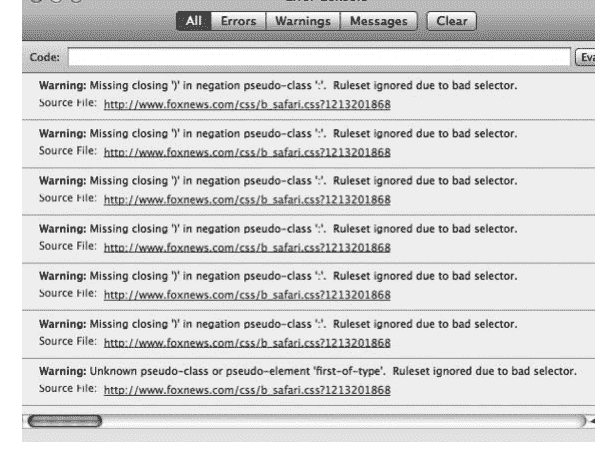 All Errors Warnings Messages Clear
Code:
Warning: Missing closing ')' in negation pseudo-class ':'. Ruleset ignored due to bad selector.
Source File: http://www.foxnews.com/css/b_safari.css?1213201868
Warning: Missing closing ')' in negation pseudo-class ':'. Ruleset ignored due to bad selector.
Source File: http://www.foxnews.com/css/b_safari.css?1213201868
Warning: Missing closing ')' in negation pseudo-class ':'. Ruleset ignored due to bad selector.
Source File: http://www.foxnews.com/css/b_safari.css?1213201868
Warning: Missing closing ')' in negation pseudo-class ':'. Ruleset ignored due to bad selector.
Source File: http://www.foxnews.com/css/b_safari.css?1213201868
Warning: Missing closing ')' in negation pseudo-class ':'. Ruleset ignored due to bad selector.
Source File: http://www.foxnews.com/css/b_safari.css?1213201868
Warning: Missing closing ')' in negation pseudo-class ':'. Ruleset ignored due to bad selector.
Source File: http://www.foxnews.com/css/b_safari.css?1213201868
Warning: Unknown pseudo-class or pseudo-element 'first-of-type'. Ruleset ignored due to bad selector.
Source File: http://www.foxnews.com/css/b_safari.css?1213201868